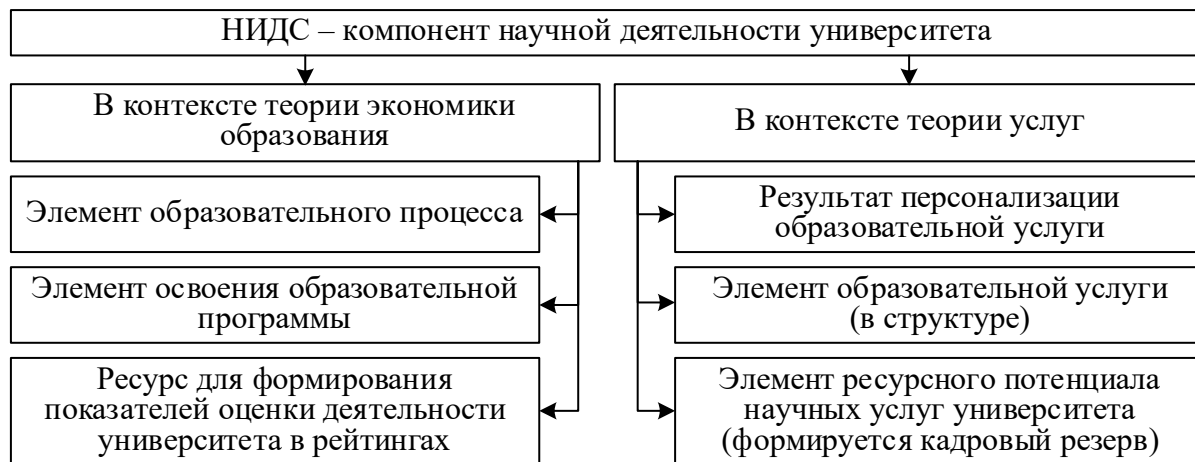 НИДС – компонент научной деятельности университета
В контексте теории экономики
образования
Элемент образовательного процесса
Элемент освоения образовательной
программы
Ресурс для формирования
показателей оценки деятельности
университета в рейтингах
В контексте теории услуг
Результат персонализации
образовательной услуги
Элемент образовательной услуги
(в структуре)
Элемент ресурсного потенциала
научных услуг университета
(формируется кадровый резерв)